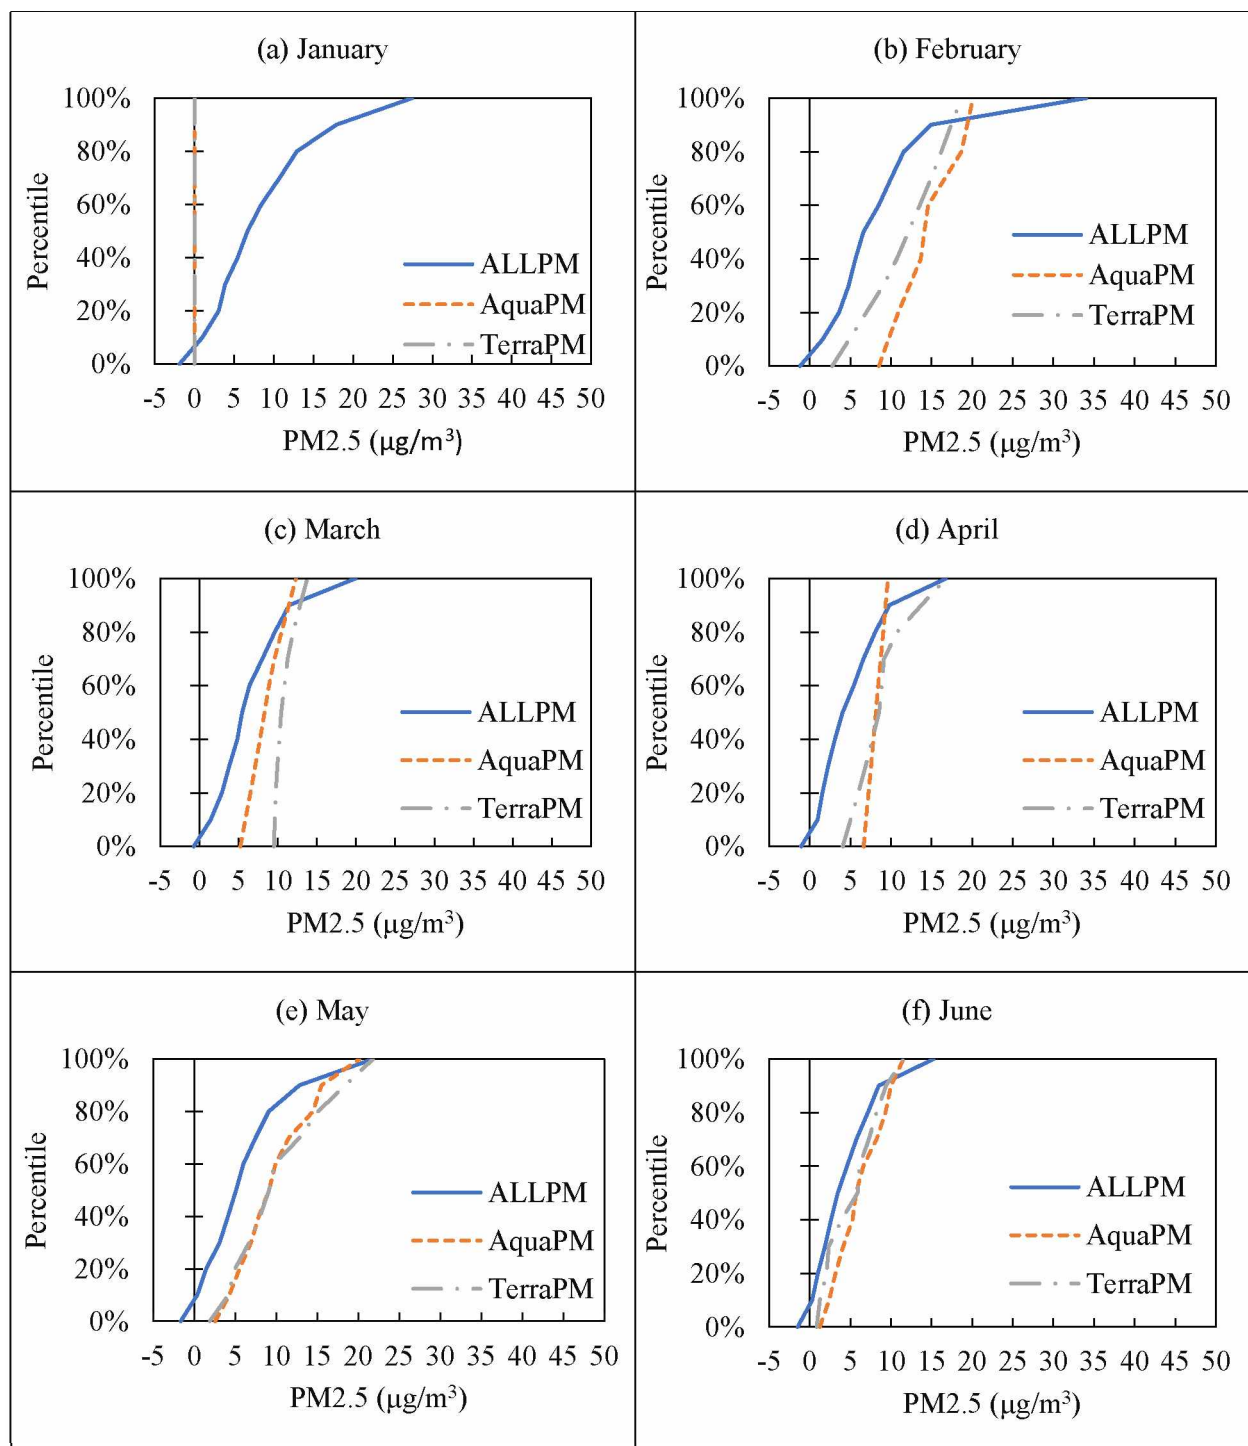 (a) January
100%
80%
60%
40%
20%
0%
Percentile
ALLPM
AquaPM
TerraPM
-5 0 5 10 15 20 25 30 35 40 45 50
PM2.5 (μg/m³)
(b) February
100%
80%
60%
40%
20%
0%
Percentile
ALLPM
AquaPM
TerraPM
-5 0 5 10 15 20 25 30 35 40 45 50
PM2.5 (μg/m³)
(c) March
100%
80%
60%
40%
20%
0%
Percentile
ALLPM
AquaPM
TerraPM
-5 0 5 10 15 20 25 30 35 40 45 50
PM2.5 (μg/m³)
(d) April
100%
80%
60%
40%
20%
0%
Percentile
ALLPM
AquaPM
TerraPM
-5 0 5 10 15 20 25 30 35 40 45 50
PM2.5 (μg/m³)
(e) May
100%
80%
60%
40%
20%
0%
Percentile
ALLPM
AquaPM
TerraPM
-5 0 5 10 15 20 25 30 35 40 45 50
PM2.5 (μg/m³)
(f) June
100%
80%
60%
40%
20%
0%
Percentile
ALLPM
AquaPM
TerraPM
-5 0 5 10 15 20 25 30 35 40 45 50
PM2.5 (μg/m³)